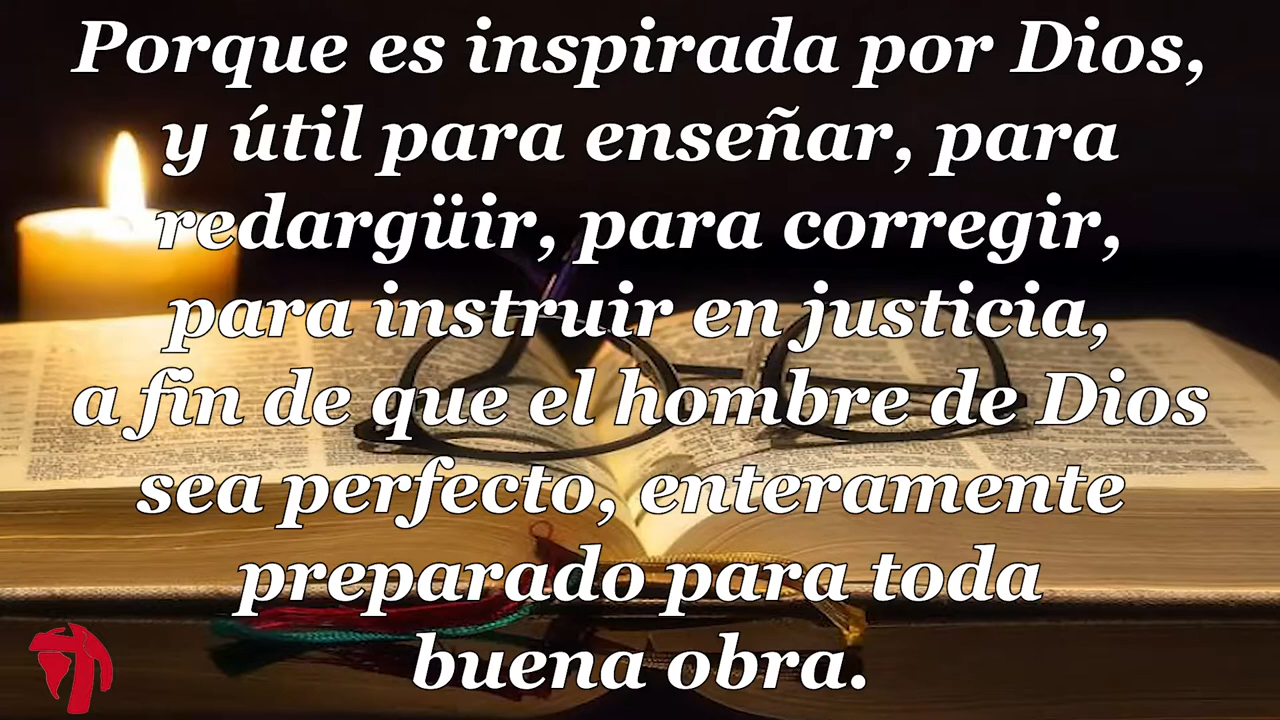 Porque es inspirada por Dios,
y útil para enseñar, para
redargüir, para corregir,
para instruir en justicia,
a fin de que el hombre de Dios
sea perfecto, enteramente
preparado para toda
buena obra.